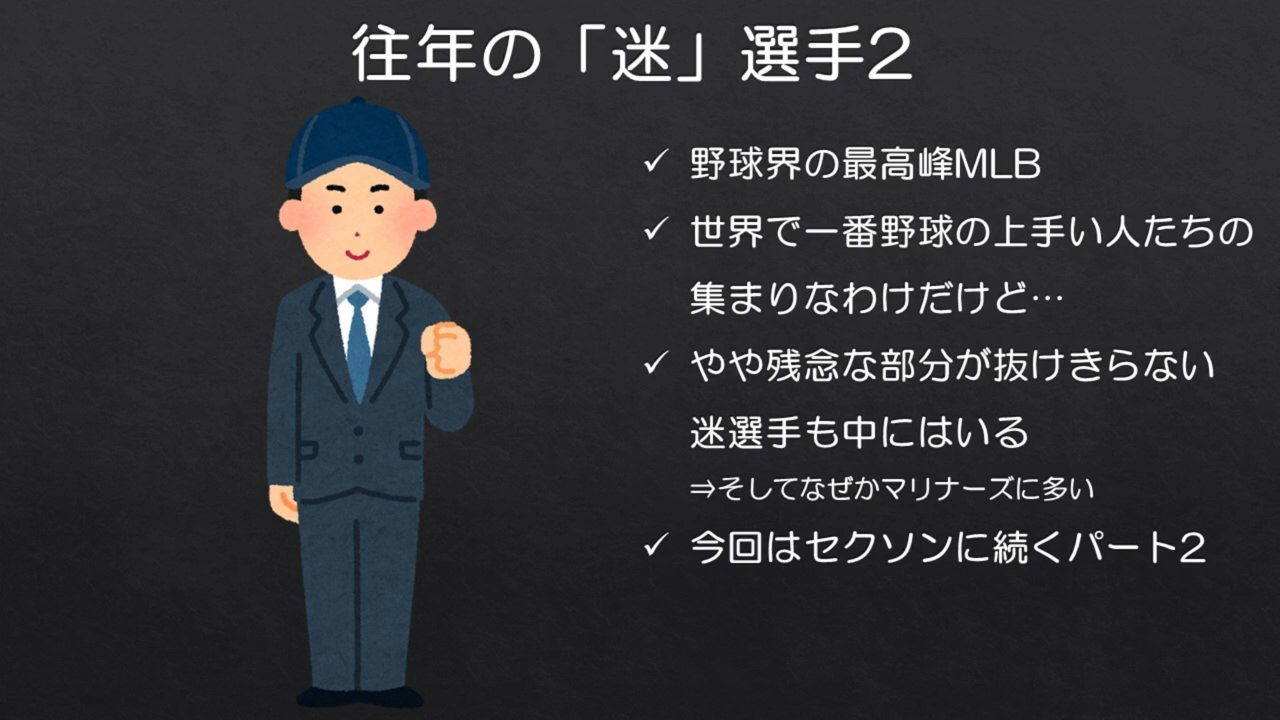 往年の「迷」選手2
✓ 野球界の最高峰MLB
✓ 世界で一番野球の上手い人たちの
集まりなわけだけど…
✓ やや残念な部分が抜けきらない
迷選手も中にはいる
⇒そしてなぜかマリナーズに多い
✓ 今回はセクソンに続くパート2